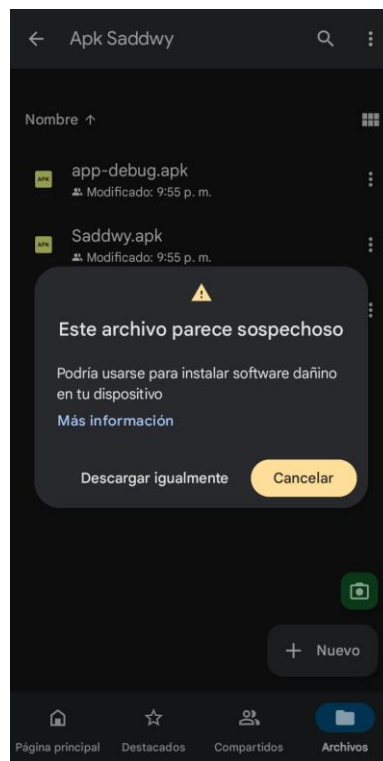 Apk Saddwy
Nombre
app-debug.apk
Modificado: 9:55 p. m.
Saddwy.apk
Modificado: 9:55 p. m.
Este archivo parece sospechoso
Podría usarse para instalar software dañino
en tu dispositivo
Más información
Descargar igualmente
Cancelar
+ Nuevo
Página principal
Destacados
Compartidos
Archivos